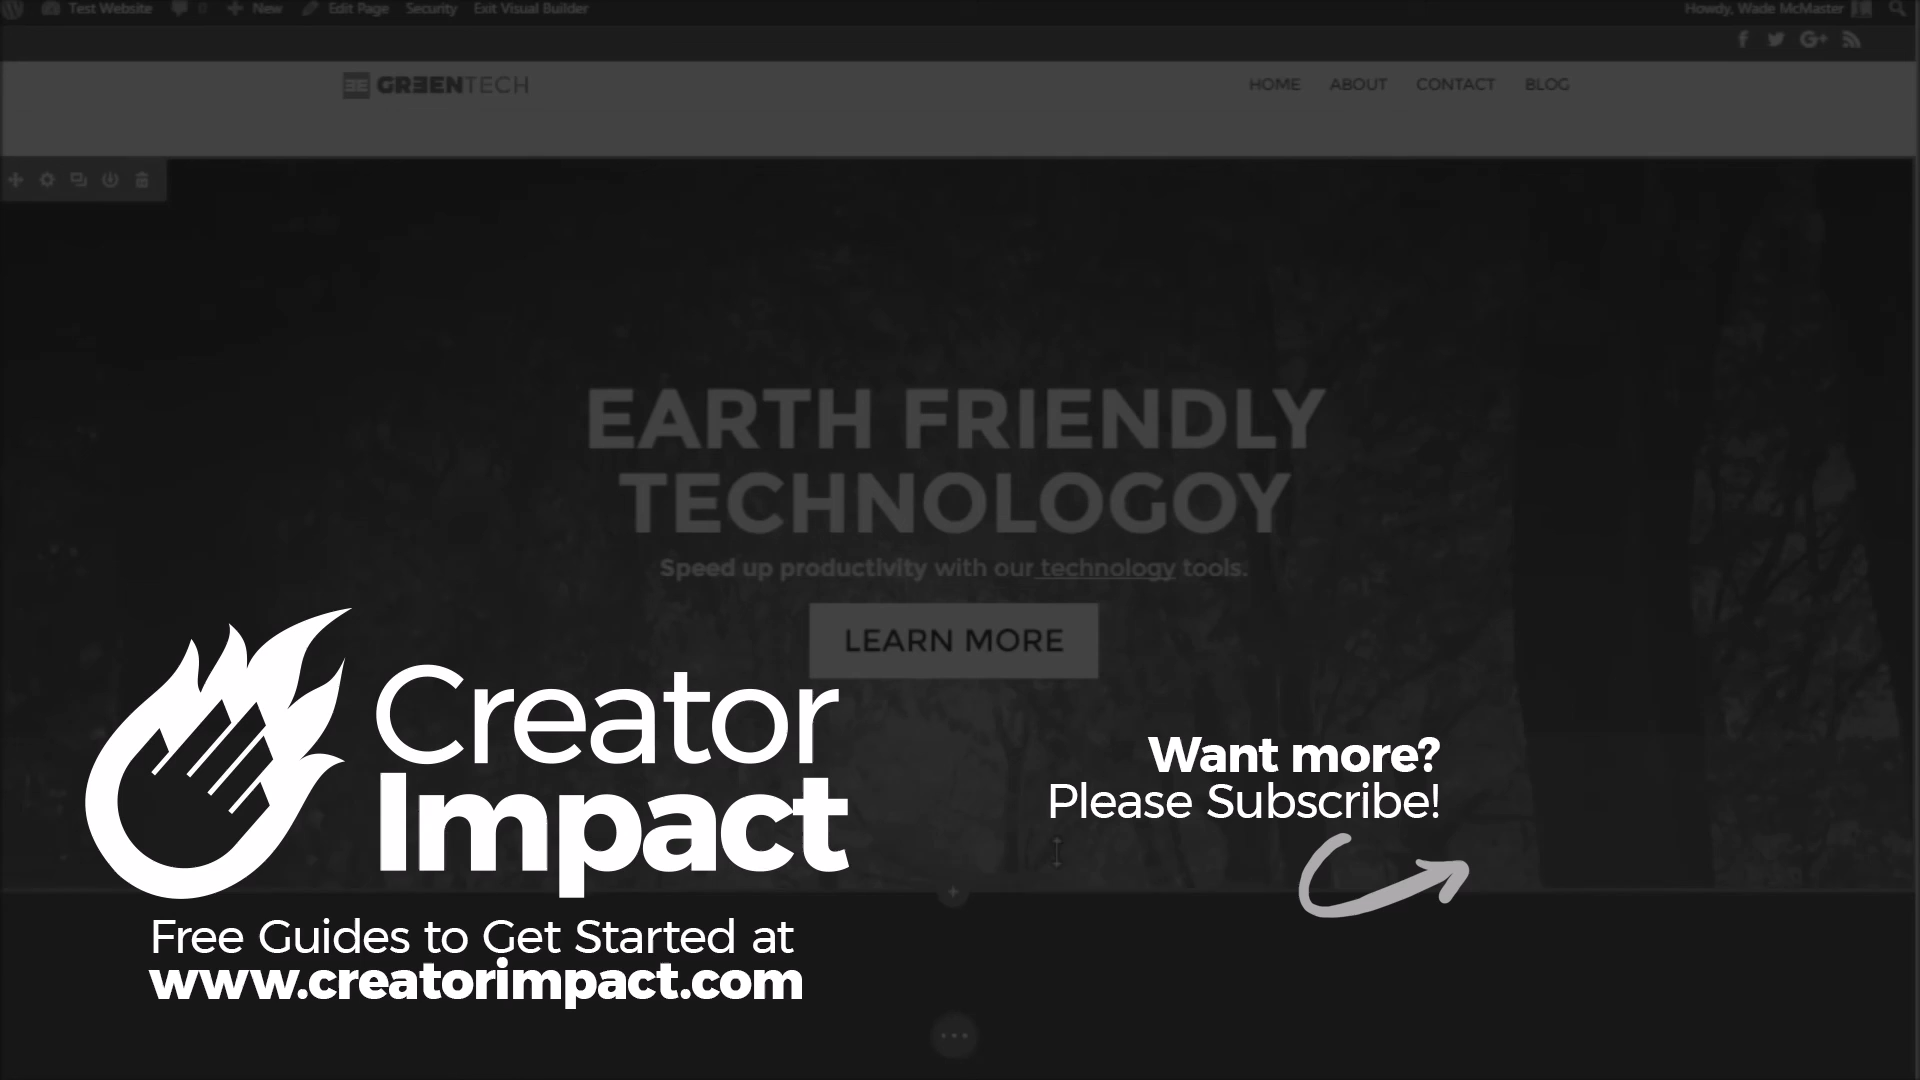 Test Website 0 New Edit Page Security Exit Visual Builder Howdy, Wade McMaster
GREENTECH HOME ABOUT CONTACT BLOG
EARTH FRIENDLY
TECHNOLOGOY
Speed up productivity with our technology tools.
LEARN MORE
Creator
Impact
Free Guides to Get Started at
www.creatorimpact.com
Want more?
Please Subscribe!